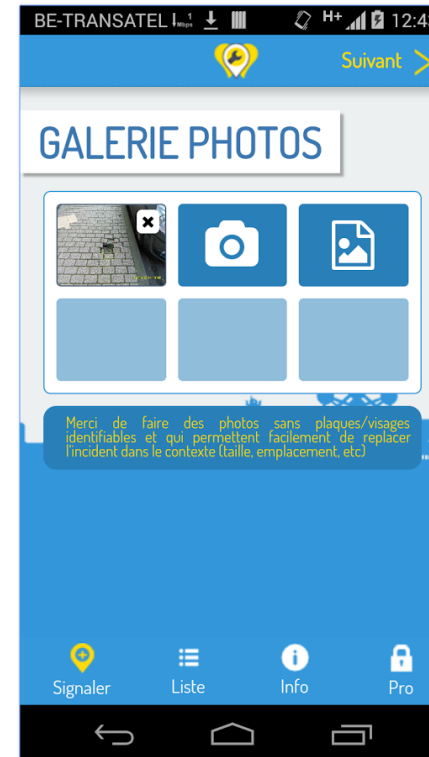 BE-TRANSATEL
H+
12:4
Suivant
GALERIE PHOTOS
Merci de faire des photos sans plaques/visages
identifiables et qui permettent facilement de replacer
l'incident dans le contexte (taille, emplacement, etc)
Signaler
Liste
Info
Pro